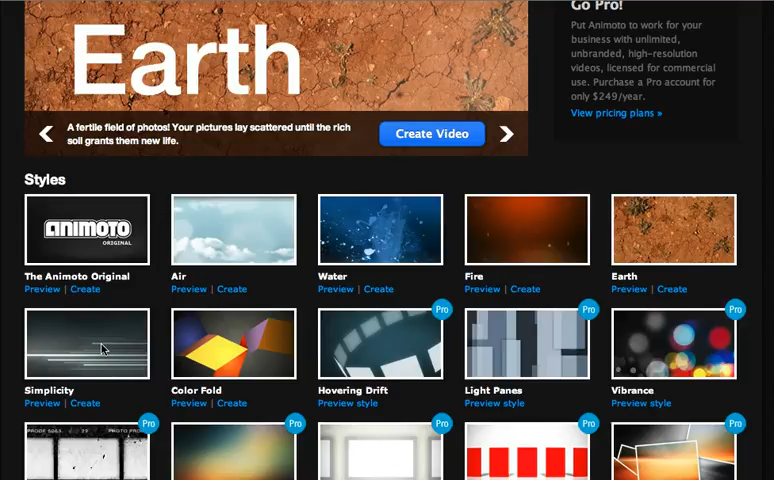 Earth
A fertile field of photos! Your pictures lay scattered until the rich
soil grants them new life.
Create Video
Go Pro!
Put Animoto to work for your
business with unlimited,
unbranded, high-resolution
videos, licensed for commercial
use. Purchase a Pro account for
only $249/year.
View pricing plans »
Styles
ANIMOTO
ORIGINAL
The Animoto Original
Preview | Create
Air
Preview | Create
Water
Preview | Create
Fire
Preview | Create
Earth
Preview | Create
Simplicity
Preview | Create
Color Fold
Preview | Create
Pro
Hovering Drift
Preview style
Pro
Light Panes
Preview style
Pro
Vibrance
Preview style
Pro
Pro
Pro
Pro
Pro